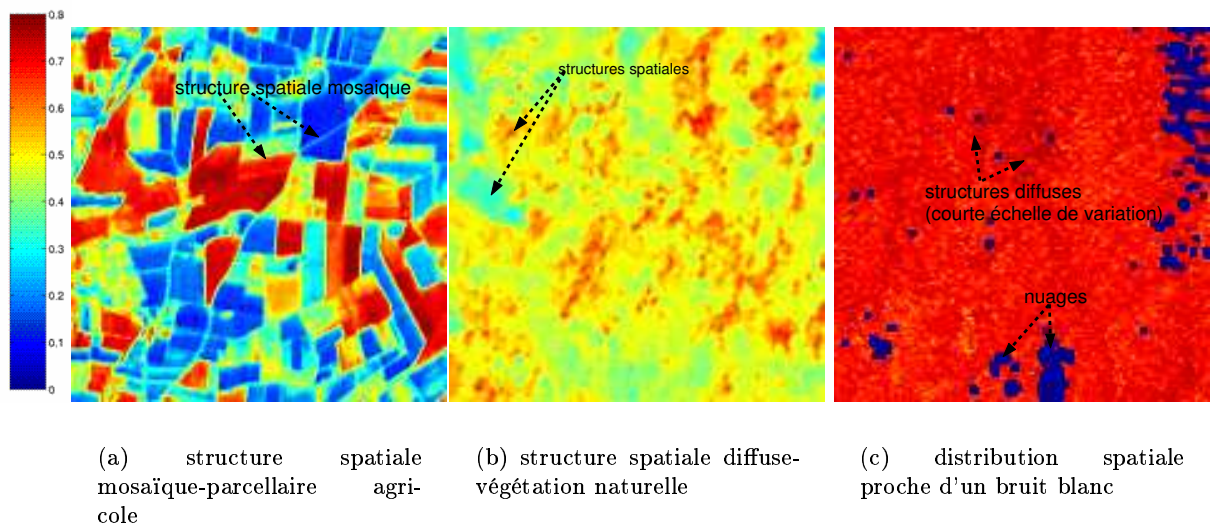 0.8
0.7
0.6
0.5
0.4
0.3
0.2
0.1
0
structure spatiale mosaique
structures spatiales
structures diffuses
(courte échelle de variation)
nuages
(a) structure spatiale
mosaïque-parcellaire agri-
cole
(b) structure spatiale diffuse-
végétation naturelle
(c) distribution spatiale
proche d'un bruit blanc